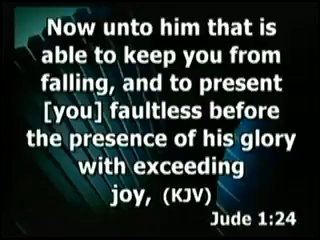 Now unto him that is
able to keep you from
falling, and to present
[you] faultless before
the presence of his glory
with exceeding
joy, (KJV)
Jude 1:24